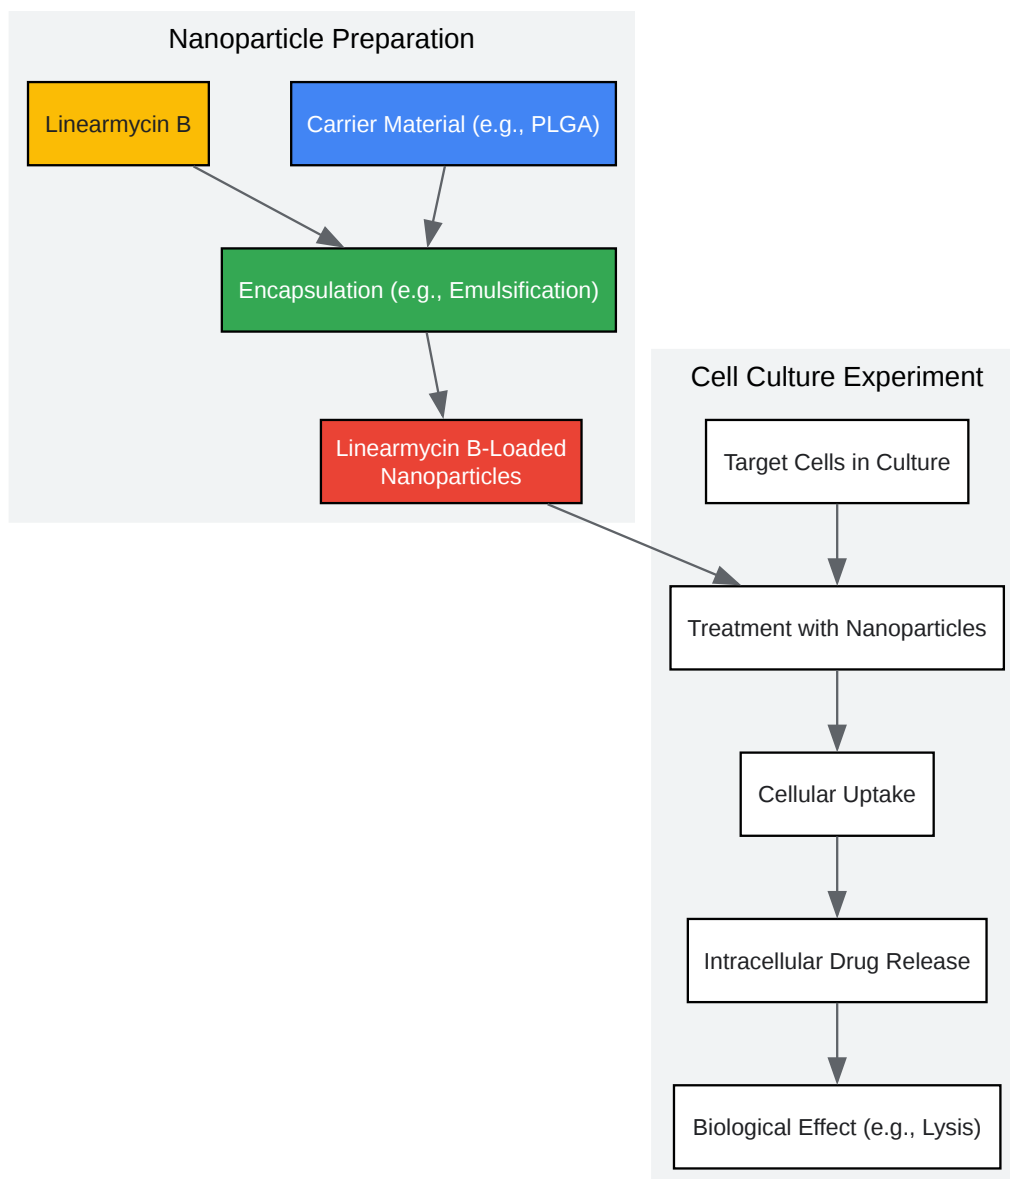 Nanoparticle Preparation
Linearmycin B
Carrier Material (e.g., PLGA)
Encapsulation (e.g., Emulsification)
Linearmycin B-Loaded
Nanoparticles
Cell Culture Experiment
Target Cells in Culture
Treatment with Nanoparticles
Cellular Uptake
Intracellular Drug Release
Biological Effect (e.g., Lysis)